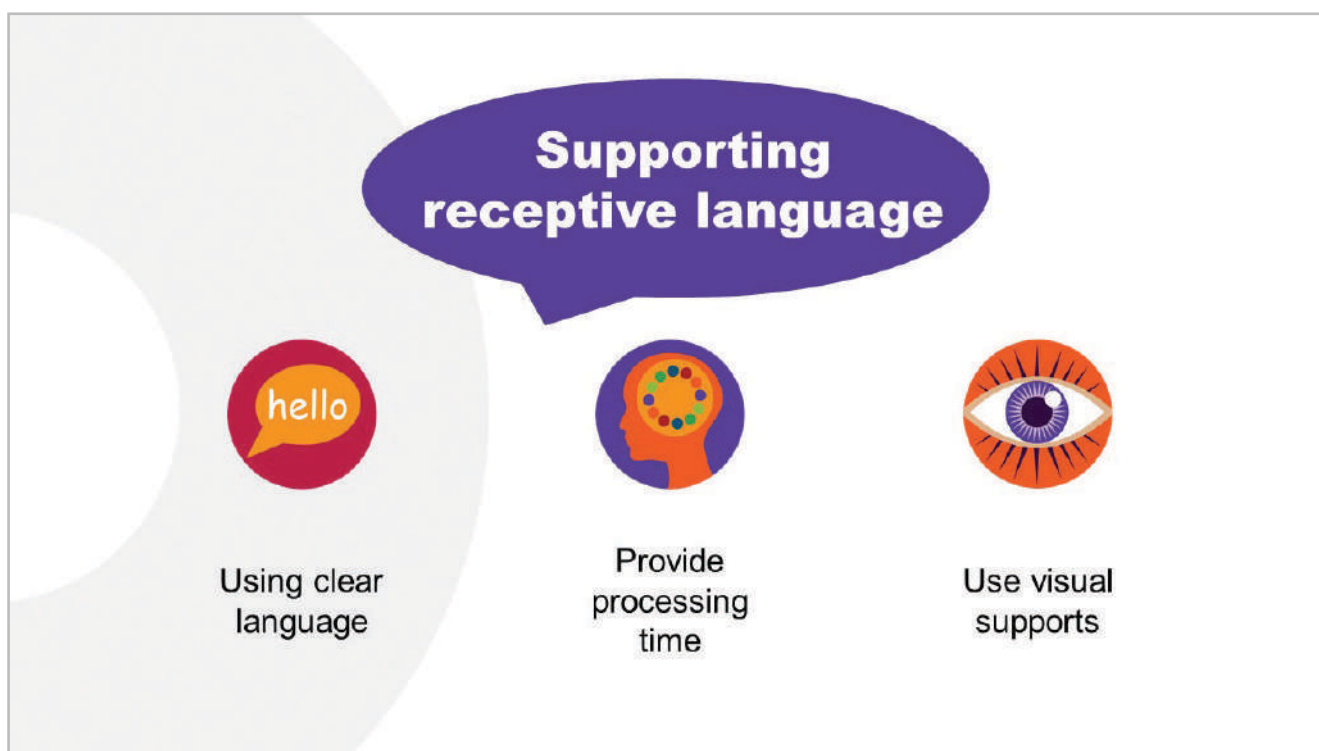 Supporting
receptive language
hello
Using clear
language
Provide
processing
time
Use visual
supports